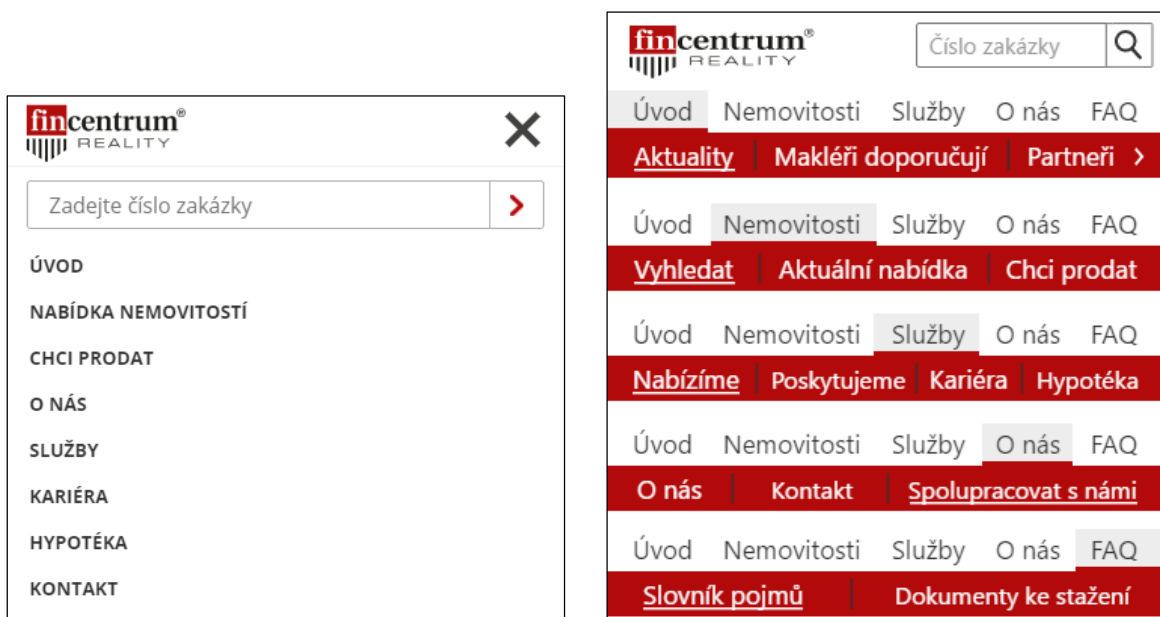 fincentrum®
REALITY
Zadejte číslo zakázky
ÚVOD
NABÍDKA NEMOVITOSTÍ
CHCI PRODAT
O NÁS
SLUŽBY
KARIÉRA
HYPOTÉKA
KONTAKT
fincentrum®
REALITY
Číslo zakázky
Úvod Nemovitosti Služby O nás FAQ
Aktuality Makléři doporučují Partneři
Úvod Nemovitosti Služby O nás FAQ
Vyhledat Aktuální nabídka Chci prodat
Úvod Nemovitosti Služby O nás FAQ
Nabízíme Poskytujeme Kariéra Hypotéka
Úvod Nemovitosti Služby O nás FAQ
O nás Kontakt Spolupracovat s námi
Úvod Nemovitosti Služby O nás FAQ
Slovník pojmů Dokumenty ke stažení